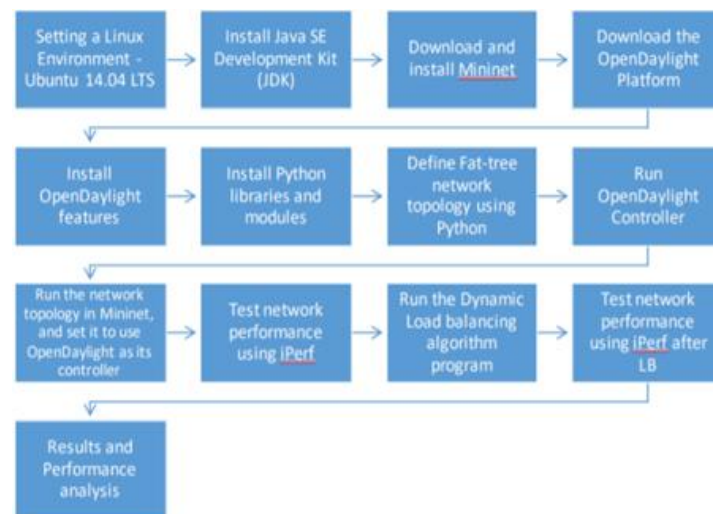 Setting a Linux
Environment -
Ubuntu 14.04 LTS
Install Java SE
Development Kit
(JDK)
Download and
install Mininet
Download the
OpenDaylight
Platform
Install
OpenDaylight
features
Install Python
libraries and
modules
Define Fat-tree
network
topology using
Python
Run
OpenDaylight
Controller
Run the network
topology in Mininet,
and set it to use
OpenDaylight as its
controller
Test network
performance
using iPerf
Run the Dynamic
Load balancing
algorithm
program
Test network
performance
using iPerf after
LB
Results and
Performance
analysis